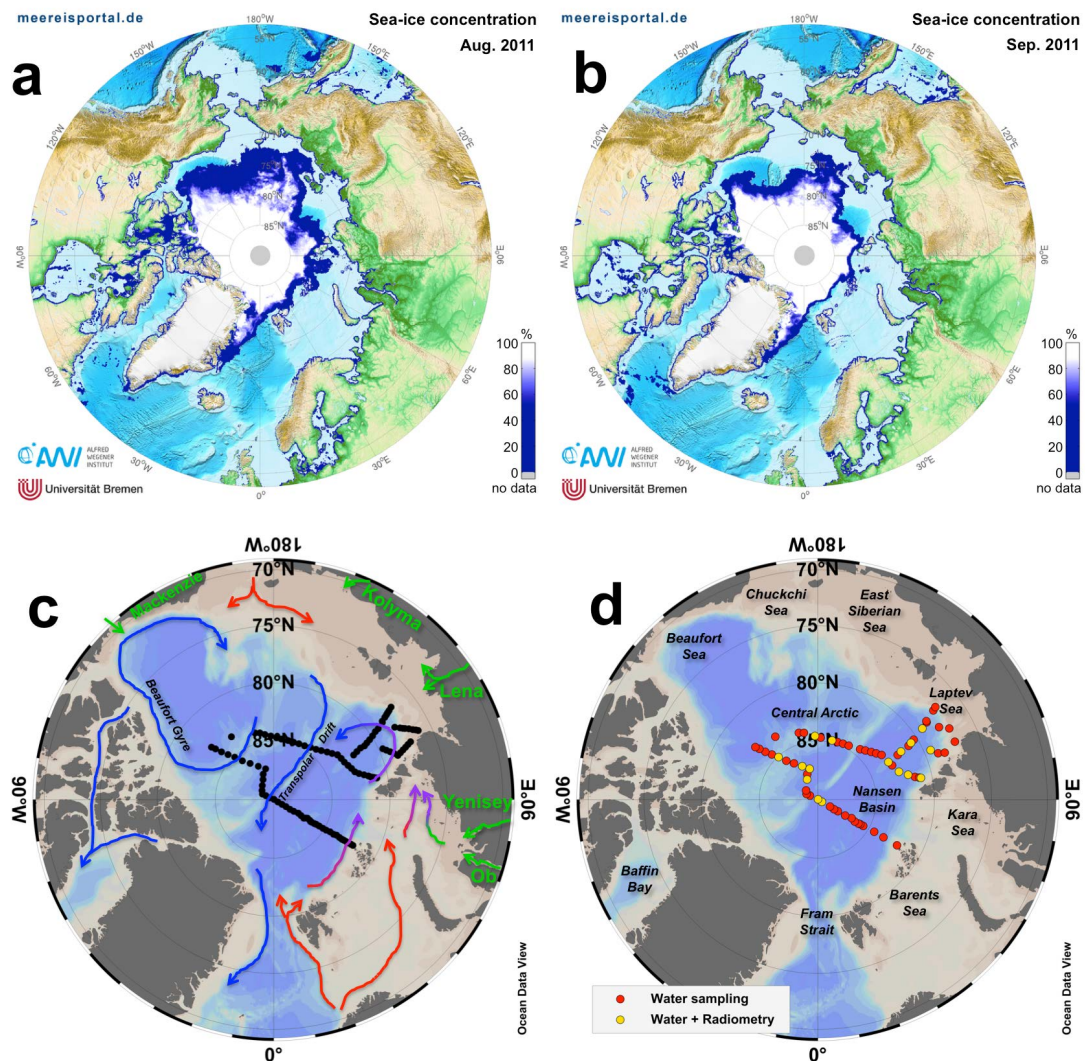 meereisportal.de
Sea-ice concentration
Aug. 2011
a
180°W
150°W
150°E
120°W
120°E
90°W
90°E
60°W
60°E
30°W
30°E
0°
75°N
80°N
85°N
%
100
80
60
40
20
0
no data
AWI
ALFRED
WEGENER
INSTITUT
Universität Bremen
meereisportal.de
Sea-ice concentration
Sep. 2011
b
180°W
150°W
150°E
120°W
120°E
90°W
90°E
60°W
60°E
30°W
30°E
0°
75°N
80°N
85°N
%
100
80
60
40
20
0
no data
AWI
ALFRED
WEGENER
INSTITUT
Universität Bremen
c
180°W
70°N
75°N
80°N
85°N
90°W
90°E
0°
Mackenzie
Kolyma
Lena
Yenisey
Ob
Beaufort Gyre
Transpolar Drift
Ocean Data View
d
180°W
70°N
75°N
80°N
85°N
90°W
90°E
0°
Chuckchi
Sea
East
Siberian
Sea
Beaufort
Sea
Laptev
Sea
Central Arctic
Nansen
Basin
Kara
Sea
Baffin
Bay
Barents
Sea
Fram
Strait
Water sampling
Water + Radiometry
Ocean Data View